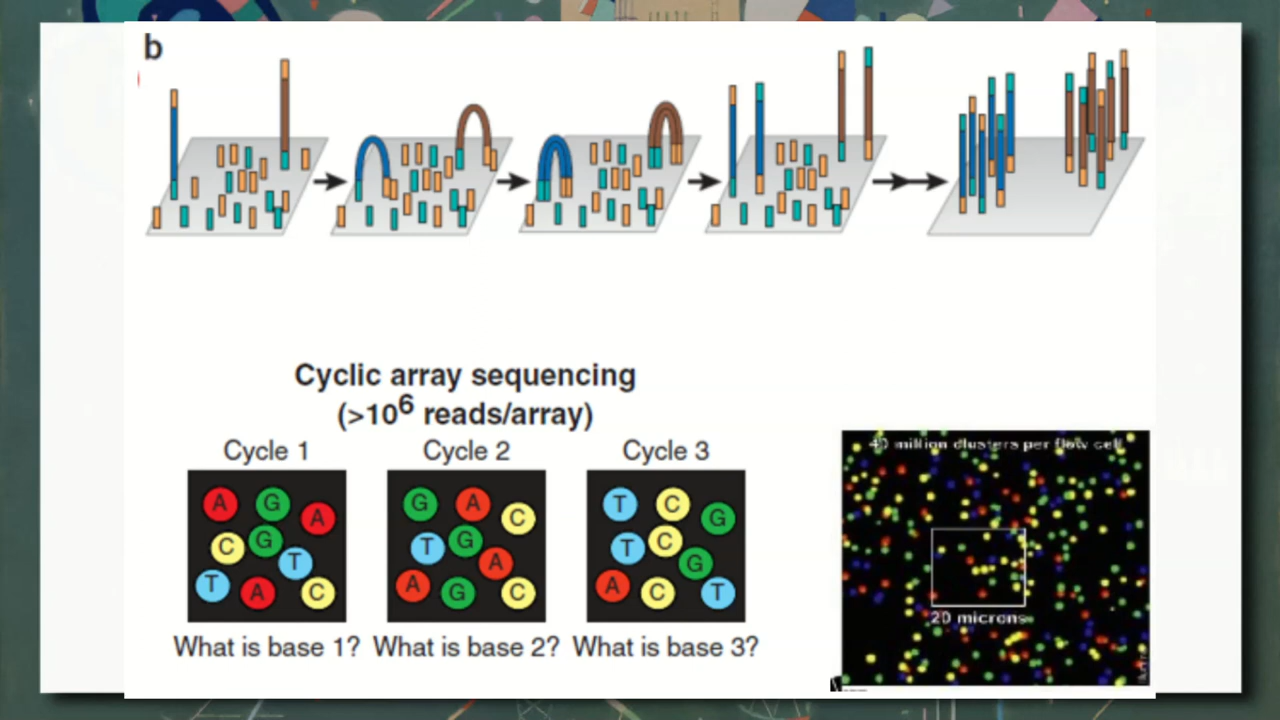 b
Cyclic array sequencing
(>10⁶ reads/array)
Cycle 1
Cycle 2
Cycle 3
A G A
C G T
T A C
G A C
T G A
A G C
T C G
T C G
A C T
What is base 1?
What is base 2?
What is base 3?
40 million clusters per flow cell
20 microns